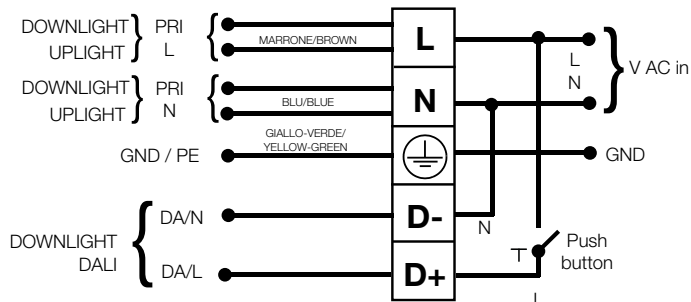 DOWNLIGHT
UPLIGHT
PRI
L
MARRONE/BROWN
L
L
N
V AC in
DOWNLIGHT
UPLIGHT
PRI
N
BLU/BLUE
N
GIALLO-VERDE/
YELLOW-GREEN
GND / PE
GND
DOWNLIGHT
DALI
DA/N
D-
N
DA/L
D+
Push
button
L